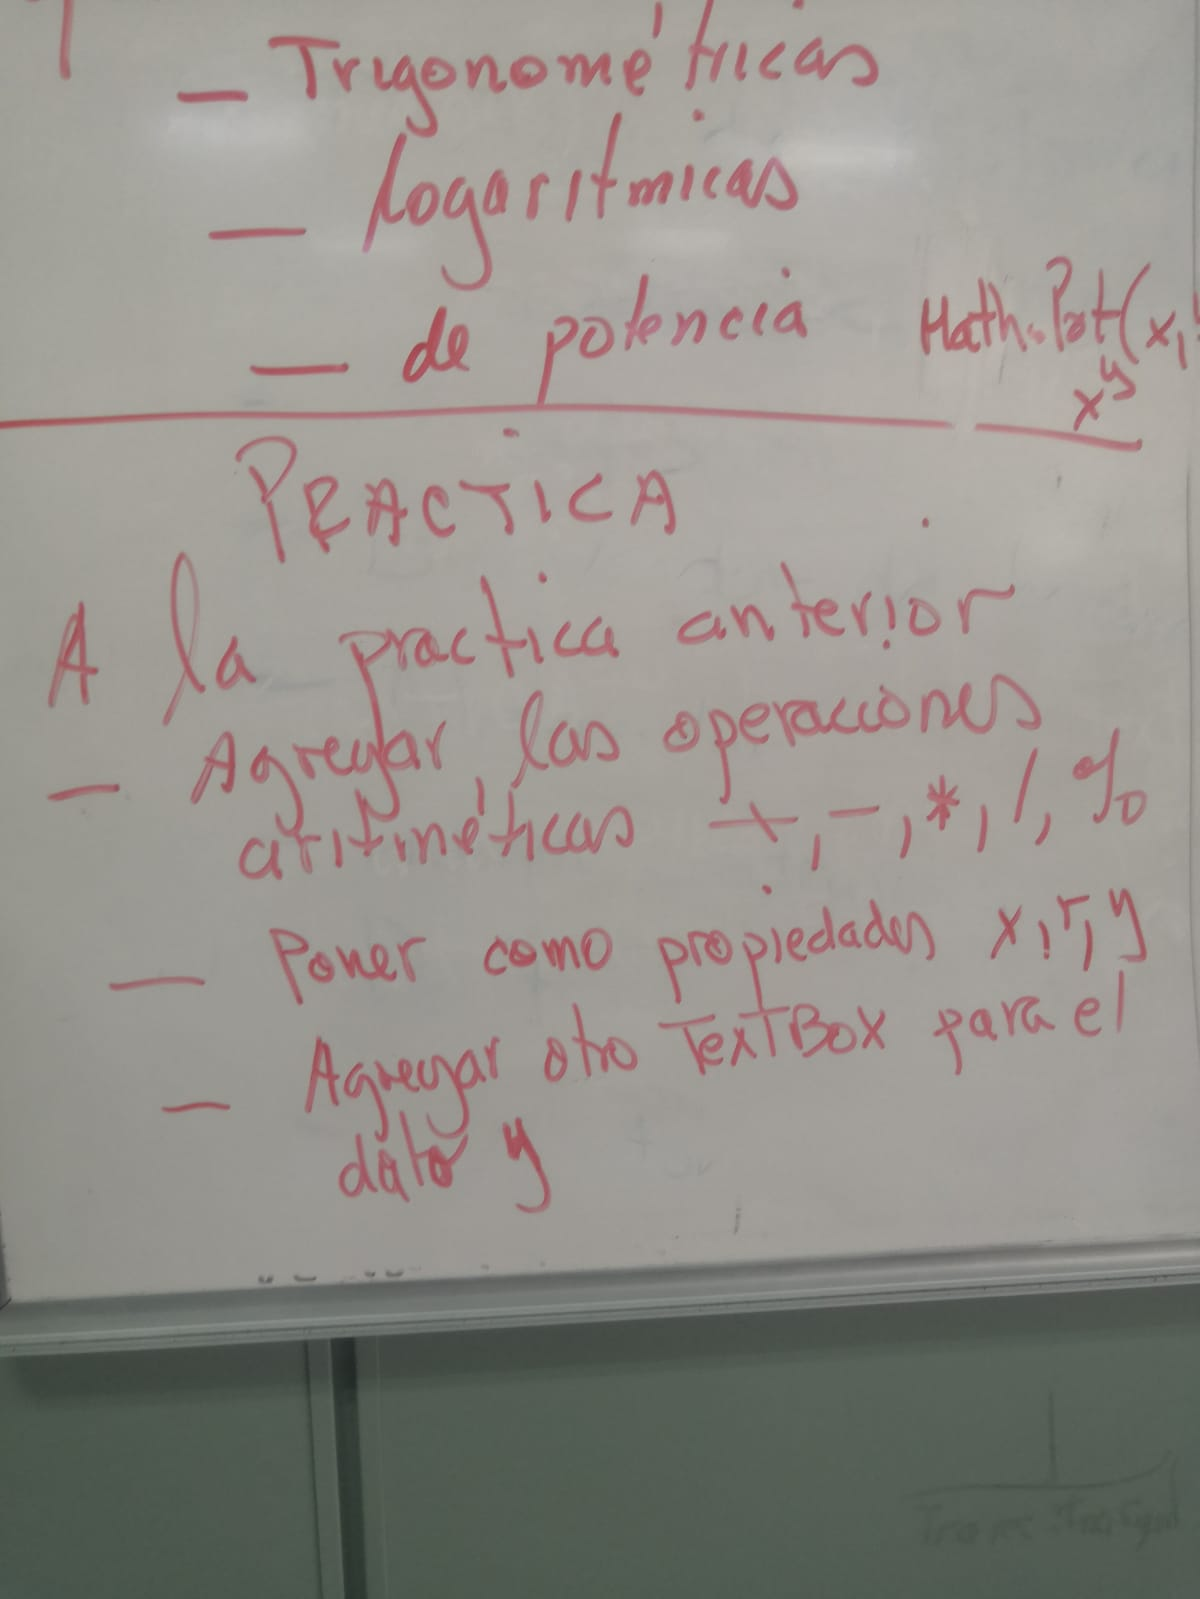 — Trigonométricas
— Logaritmicas
— de potencia Math.Pot(x,
x^y
PRACTICA
A la practica anterior
— Agregar las operaciones
aritméticas +, -, *, /, %
— Poner como propiedades x, r, y
— Agregar otro TextBox para el
dato y